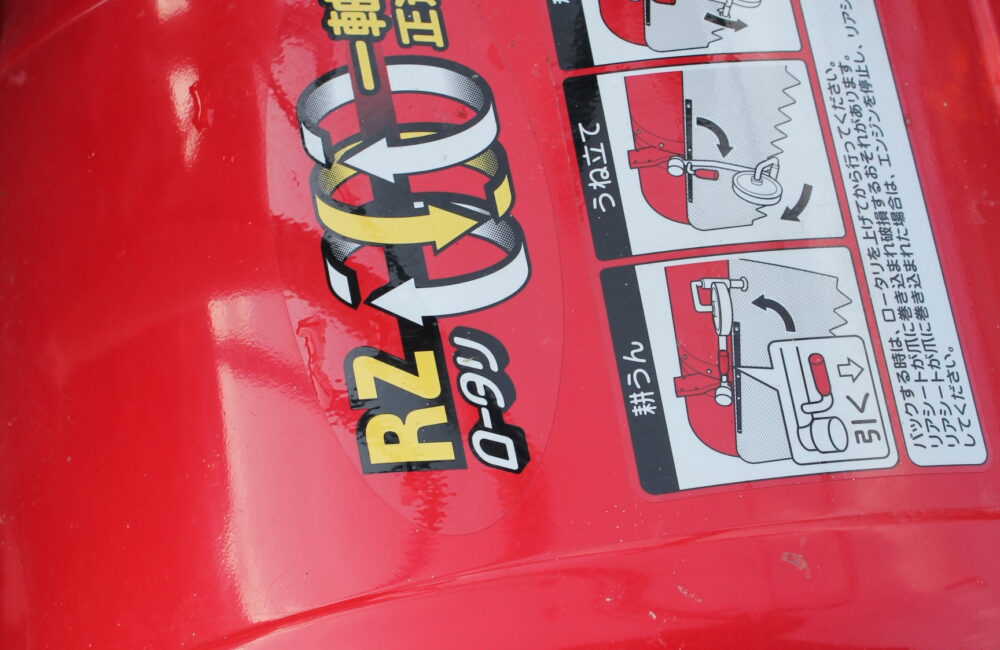 一軸
正
RZ
ロータリ
うね立て
耕うん
引く
バックする時は、ロータリを上げてから行ってください。
リアシートが爪に巻き込まれ破損するおそれがあります。
リアシートが爪に巻き込まれた場合は、エンジンを停止し、リアシ
してください。